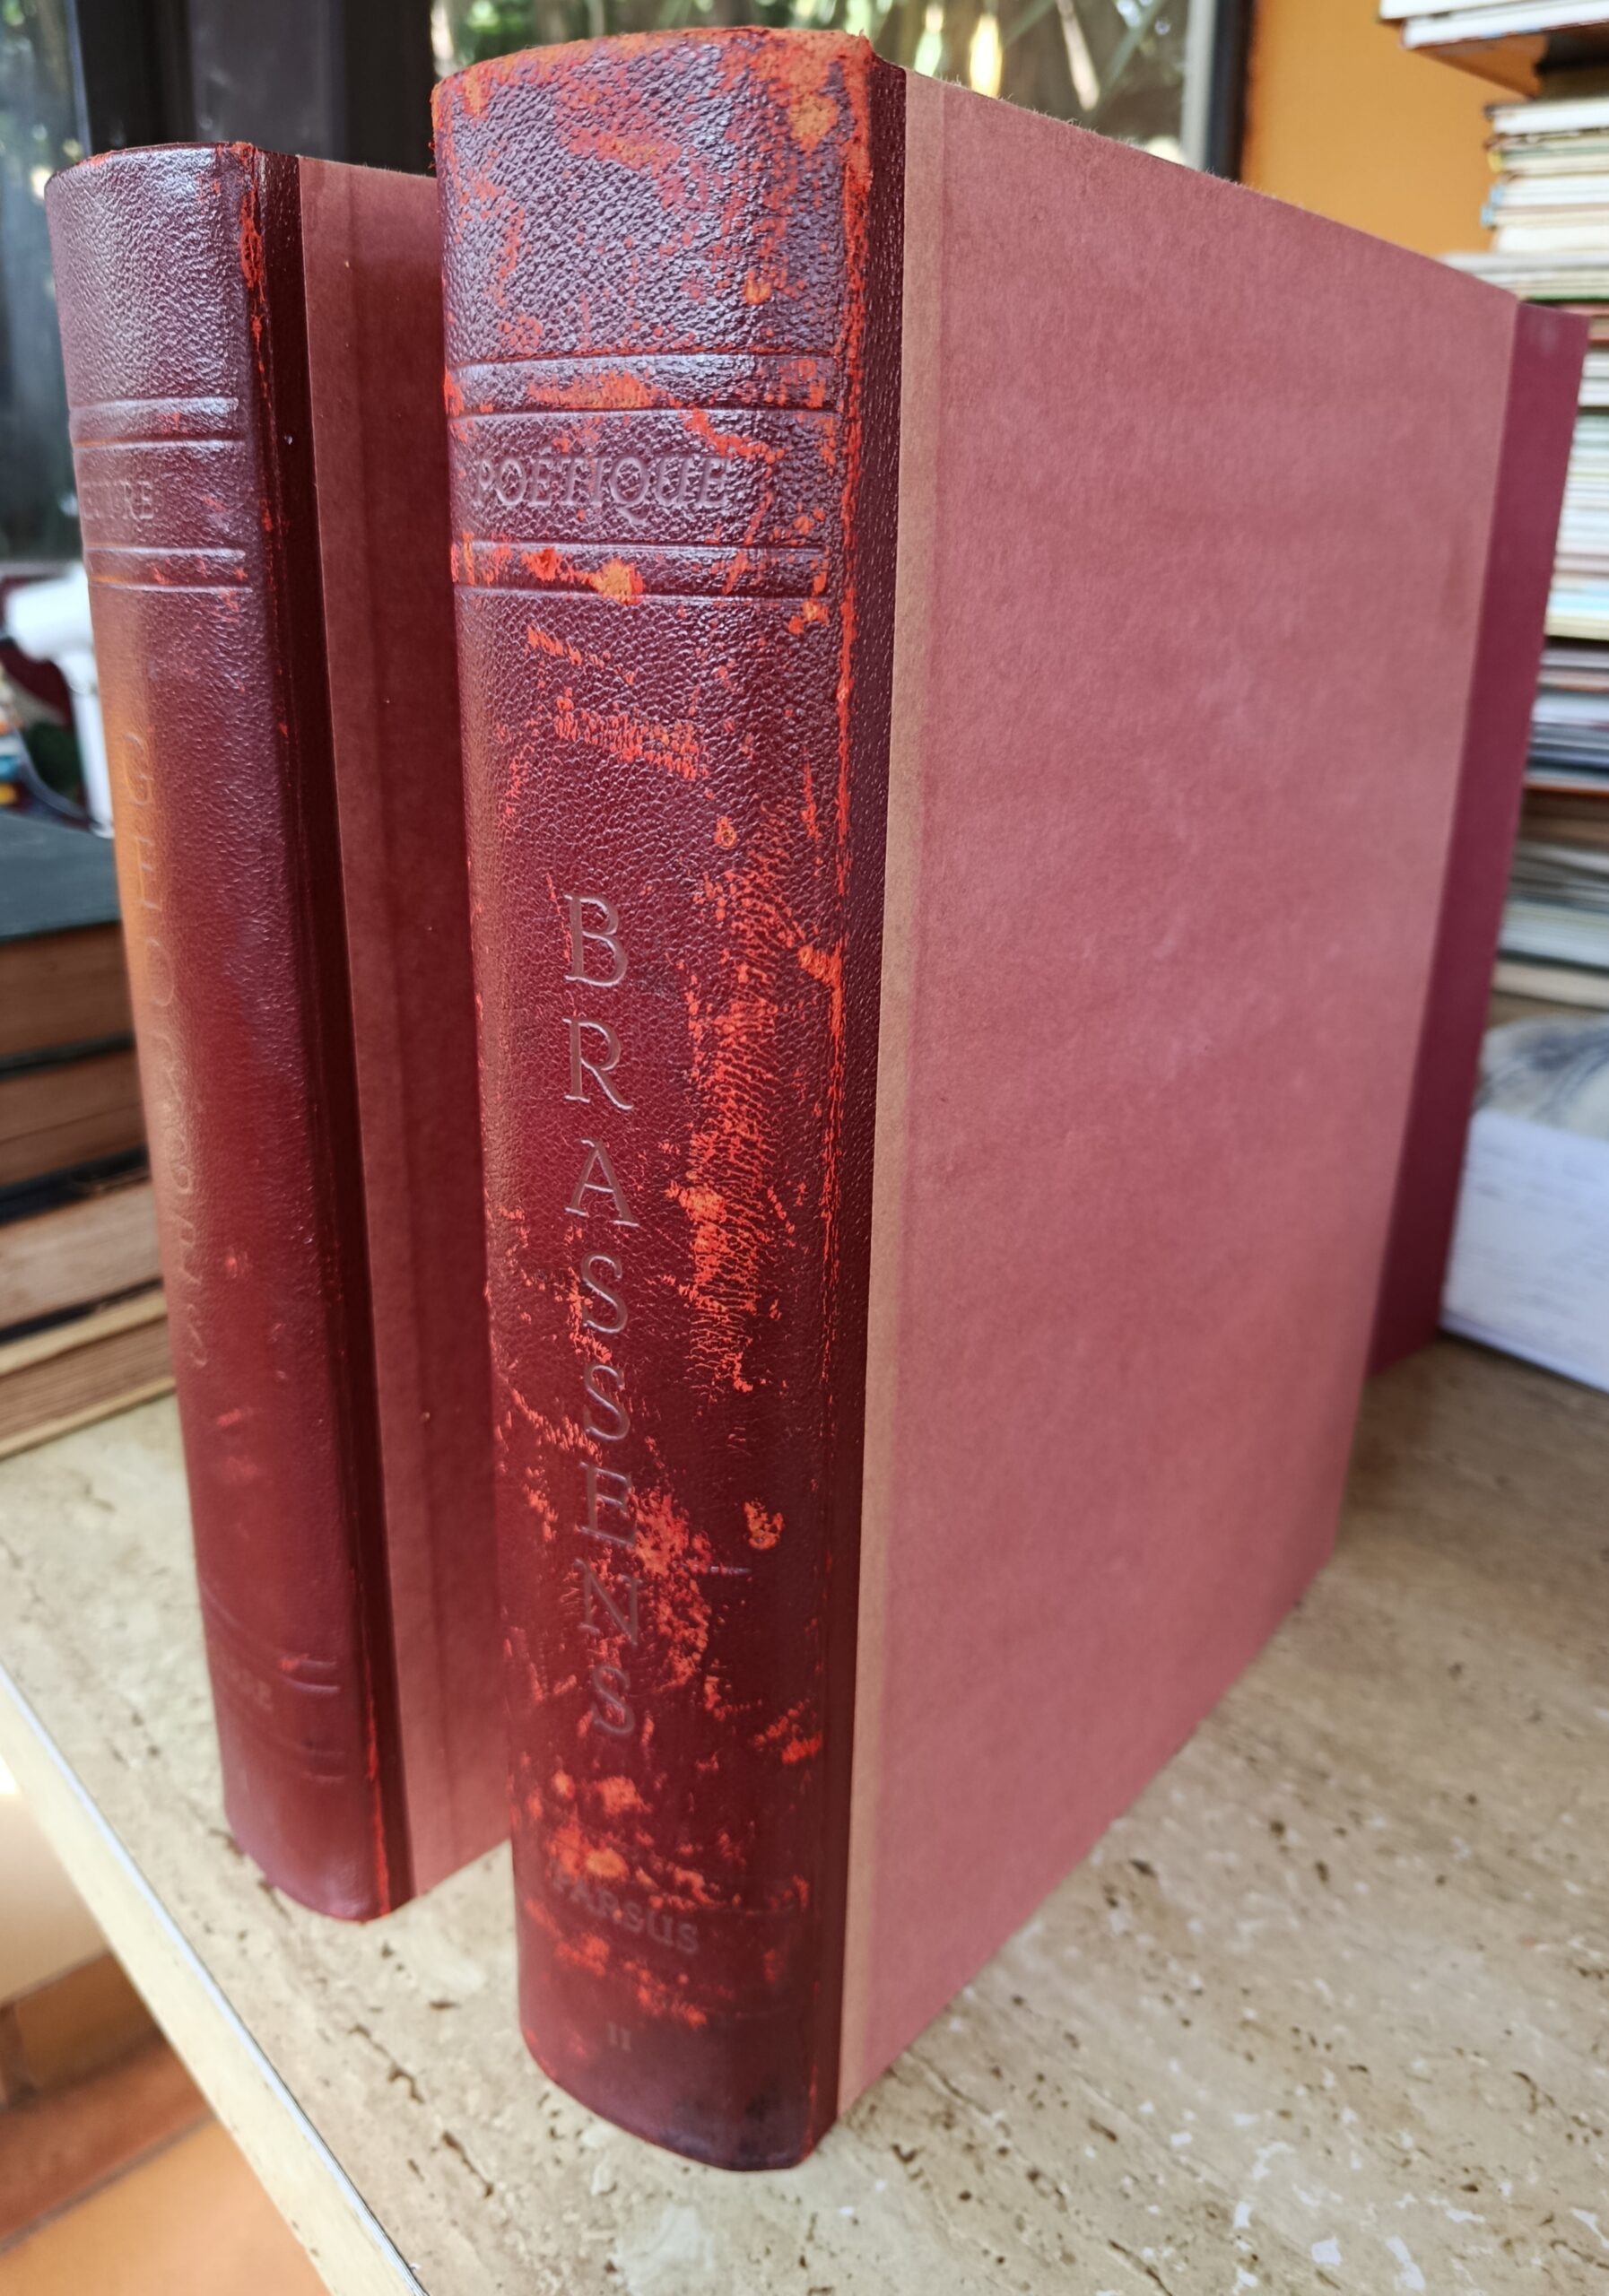 ŒUVRE
GEORGES
POÉTIQUE
BRASSENS
PARSUS
II